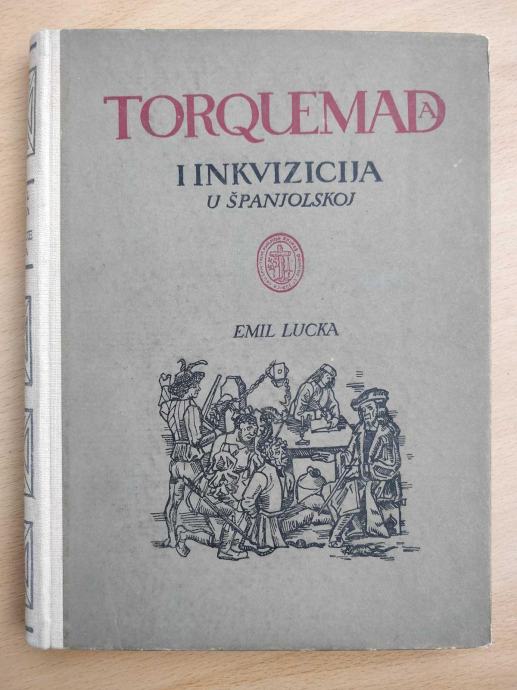 TORQUEMADA
I INKVIZICIJA
U ŠPANJOLSKOJ
EMIL LUCKA